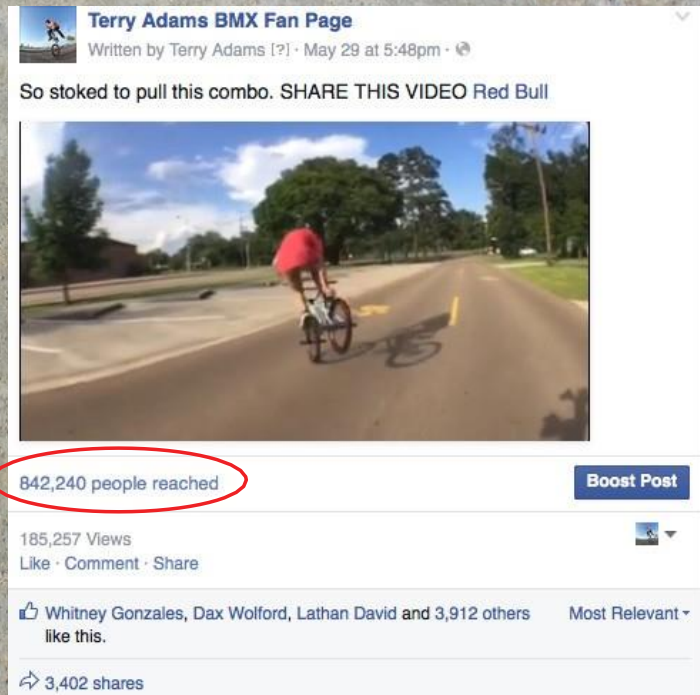 Terry Adams BMX Fan Page
Written by Terry Adams [?] · May 29 at 5:48pm ·
So stoked to pull this combo. SHARE THIS VIDEO Red Bull
842,240 people reached
Boost Post
185,257 Views
Like · Comment · Share
Whitney Gonzales, Dax Wolford, Lathan David and 3,912 others
Most Relevant
like this.
3,402 shares